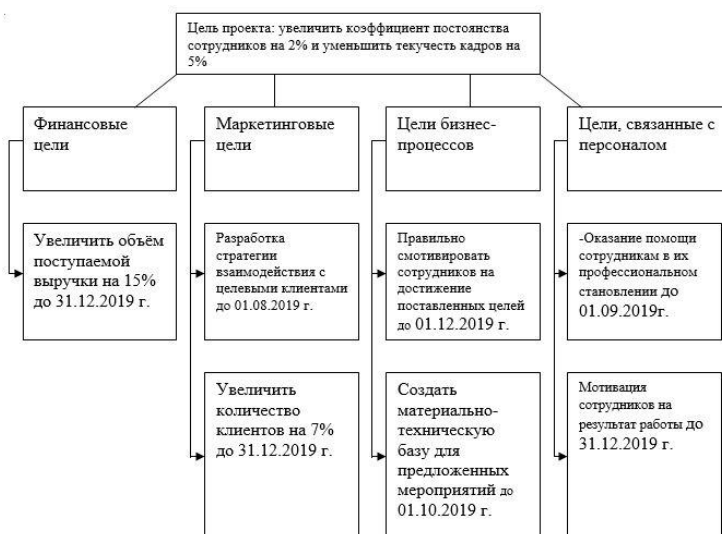 Цель проекта: увеличить коэффициент постоянства
сотрудников на 2% и уменьшить текучесть кадров на
5%
Финансовые
цели
Маркетинговые
цели
Цели бизнес-
процессов
Цели, связанные с
персоналом
Увеличить объём
поступаемой
выручки на 15%
до 31.12.2019 г.
Разработка
стратегии
взаимодействия с
целевыми клиентами
до 01.08.2019 г.
Правильно
смотивировать
сотрудников на
достижение
поставленных целей
до 01.12.2019 г.
-Оказание помощи
сотрудникам в их
профессиональном
становлении до
01.09.2019г.
Увеличить
количество
клиентов на 7%
до 31.12.2019 г.
Создать
материально-
техническую
базу для
предложенных
мероприятий до
01.10.2019 г.
Мотивация
сотрудников на
результат работы до
31.12.2019 г.